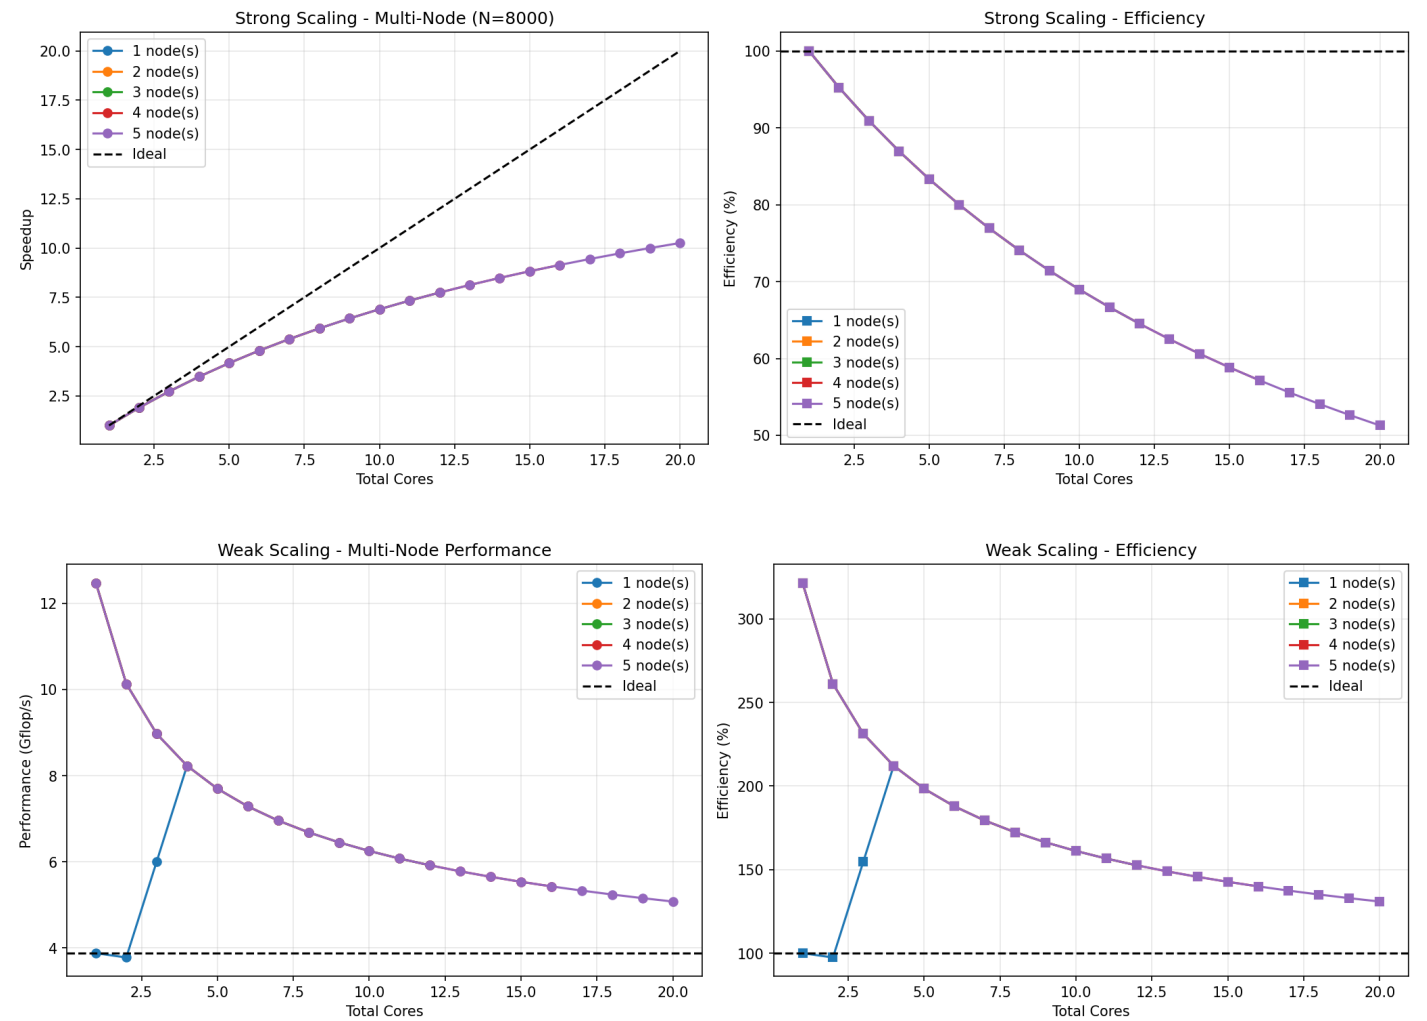 Strong Scaling - Multi-Node (N=8000)
20.0
17.5
15.0
12.5
10.0
7.5
5.0
2.5
Speedup
1 node(s)
2 node(s)
3 node(s)
4 node(s)
5 node(s)
Ideal
2.5 5.0 7.5 10.0 12.5 15.0 17.5 20.0
Total Cores
Strong Scaling - Efficiency
100
90
80
70
60
50
Efficiency (%)
1 node(s)
2 node(s)
3 node(s)
4 node(s)
5 node(s)
Ideal
2.5 5.0 7.5 10.0 12.5 15.0 17.5 20.0
Total Cores
Weak Scaling - Multi-Node Performance
12
10
8
6
4
Performance (Gflop/s)
1 node(s)
2 node(s)
3 node(s)
4 node(s)
5 node(s)
Ideal
2.5 5.0 7.5 10.0 12.5 15.0 17.5 20.0
Total Cores
Weak Scaling - Efficiency
300
250
200
150
100
Efficiency (%)
1 node(s)
2 node(s)
3 node(s)
4 node(s)
5 node(s)
Ideal
2.5 5.0 7.5 10.0 12.5 15.0 17.5 20.0
Total Cores